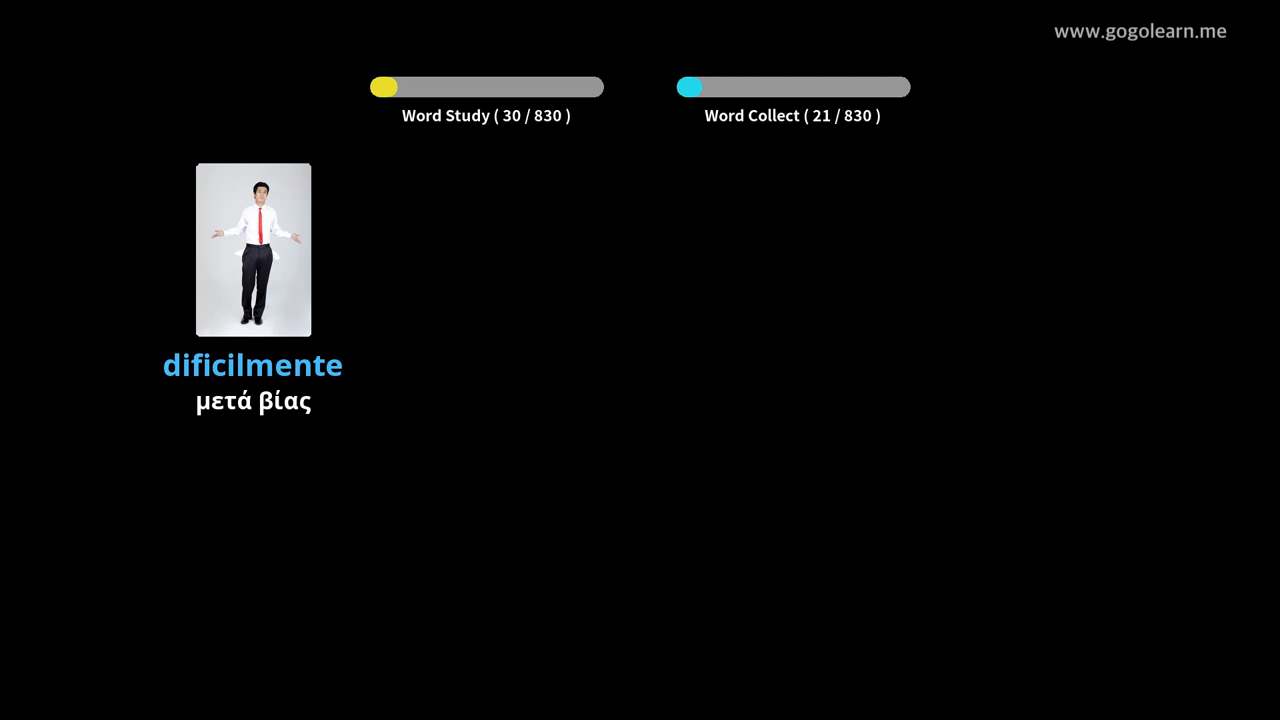 www.gogolearn.me
Word Study ( 30 / 830 )
Word Collect ( 21 / 830 )
dificilmente
μετά βίας